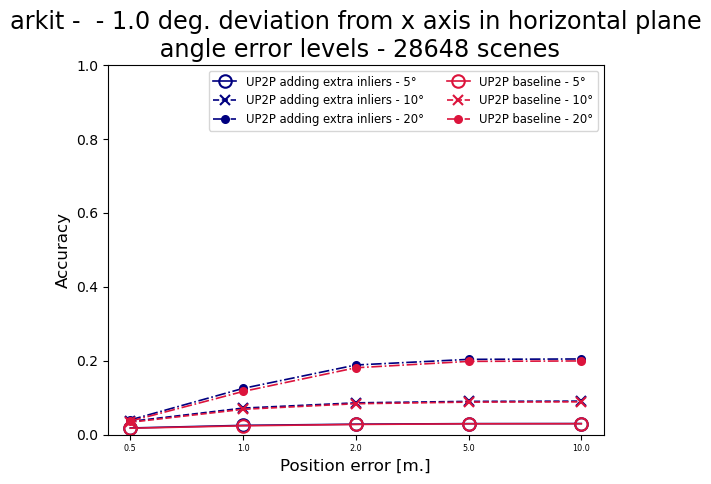 arkit -  - 1.0 deg. deviation from x axis in horizontal plane
angle error levels - 28648 scenes
UP2P adding extra inliers - 5°
UP2P adding extra inliers - 10°
UP2P adding extra inliers - 20°
UP2P baseline - 5°
UP2P baseline - 10°
UP2P baseline - 20°
Accuracy
1.0
0.8
0.6
0.4
0.2
0.0
0.5 1.0 2.0 5.0 10.0
Position error [m.]